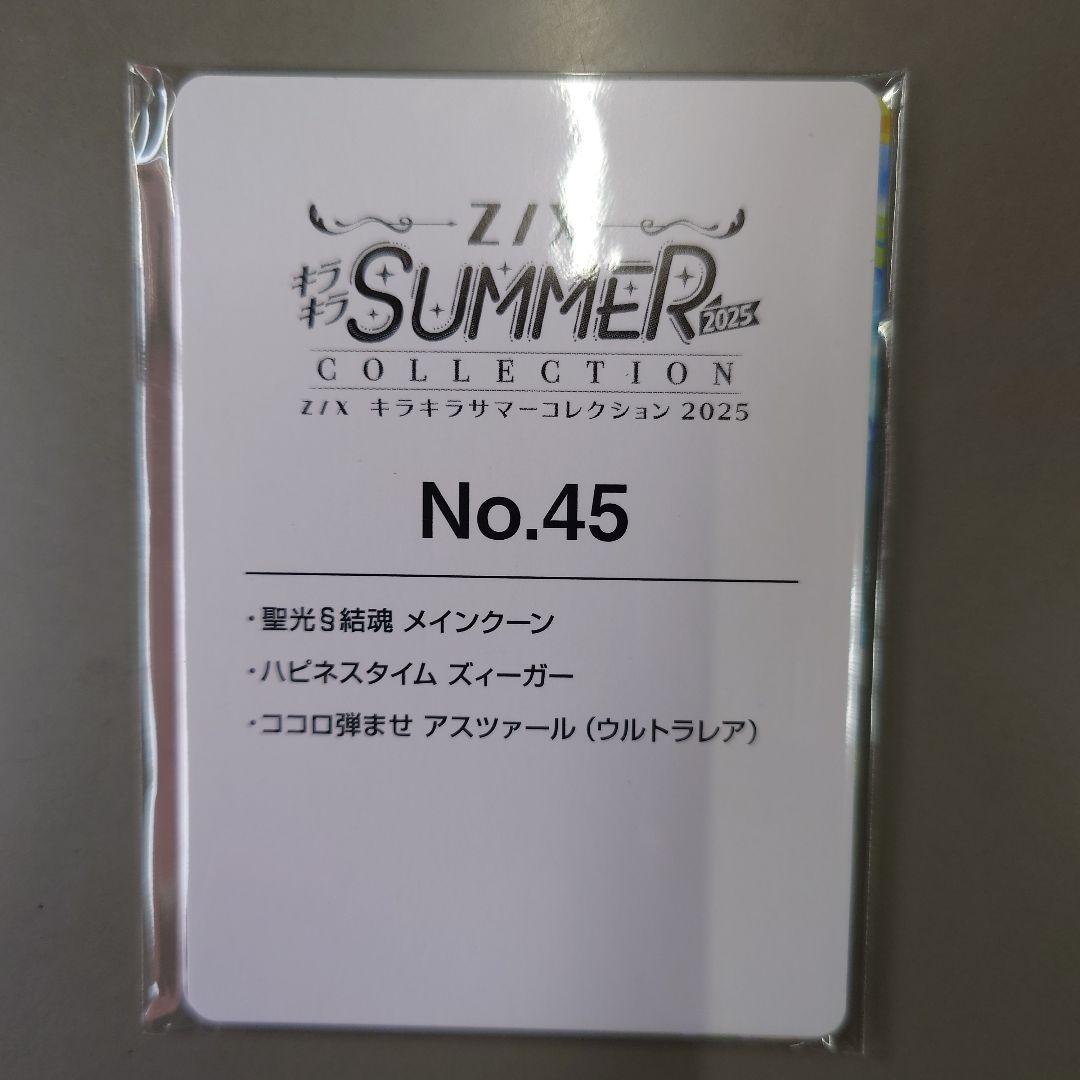 Z/X
キラキラ SUMMER 2025
COLLECTION
Z/X キラキラサマーコレクション 2025
No.45
・聖光§結魂 メインクーン
・ハピネスタイム ズィーガー
・ココロ弾ませ アスツァール（ウルトラレア）